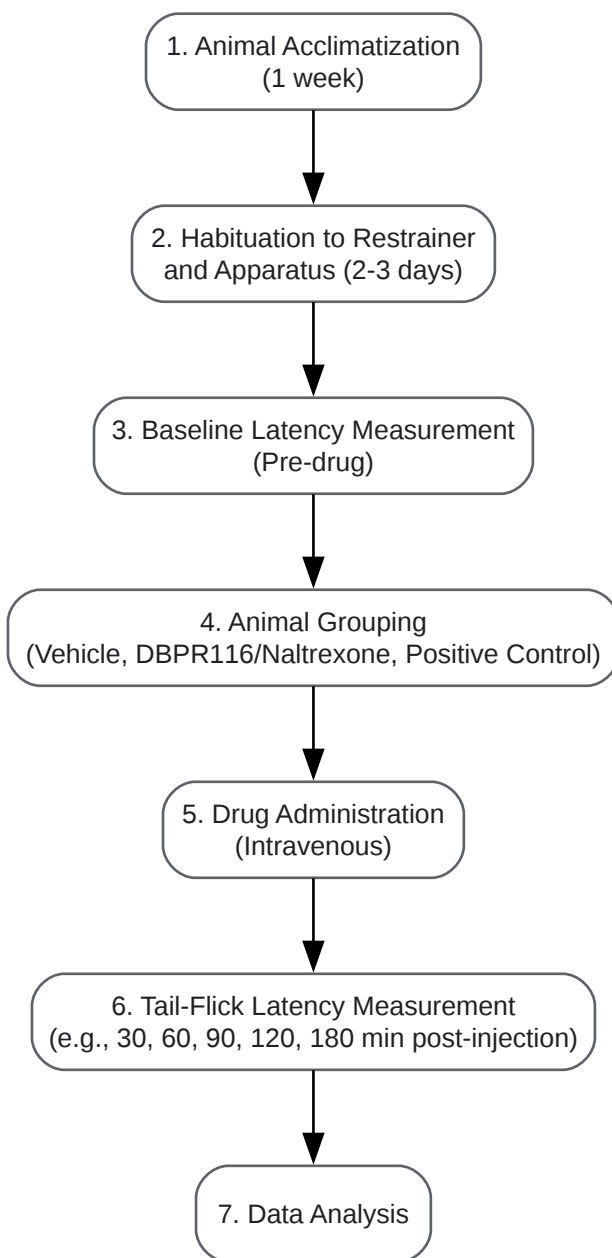 1. Animal Acclimatization
(1 week)
2. Habituation to Restrainer
and Apparatus (2-3 days)
3. Baseline Latency Measurement
(Pre-drug)
4. Animal Grouping
(Vehicle, DBPR116/Naltrexone, Positive Control)
5. Drug Administration
(Intravenous)
6. Tail-Flick Latency Measurement
(e.g., 30, 60, 90, 120, 180 min post-injection)
7. Data Analysis